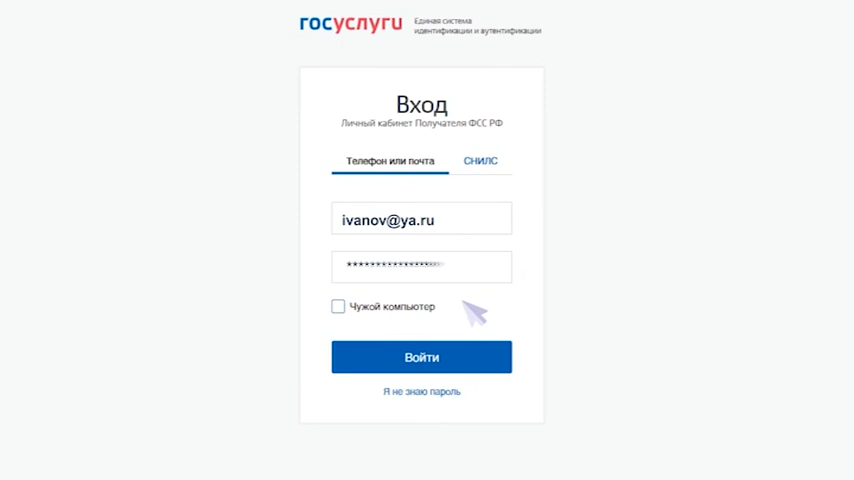 госуслуги
Единая система
идентификации и аутентификации
Вход
Личный кабинет Получателя ФСС РФ
Телефон или почта СНИЛС
ivanov@ya.ru
Чужой компьютер
Войти
Я не знаю пароль